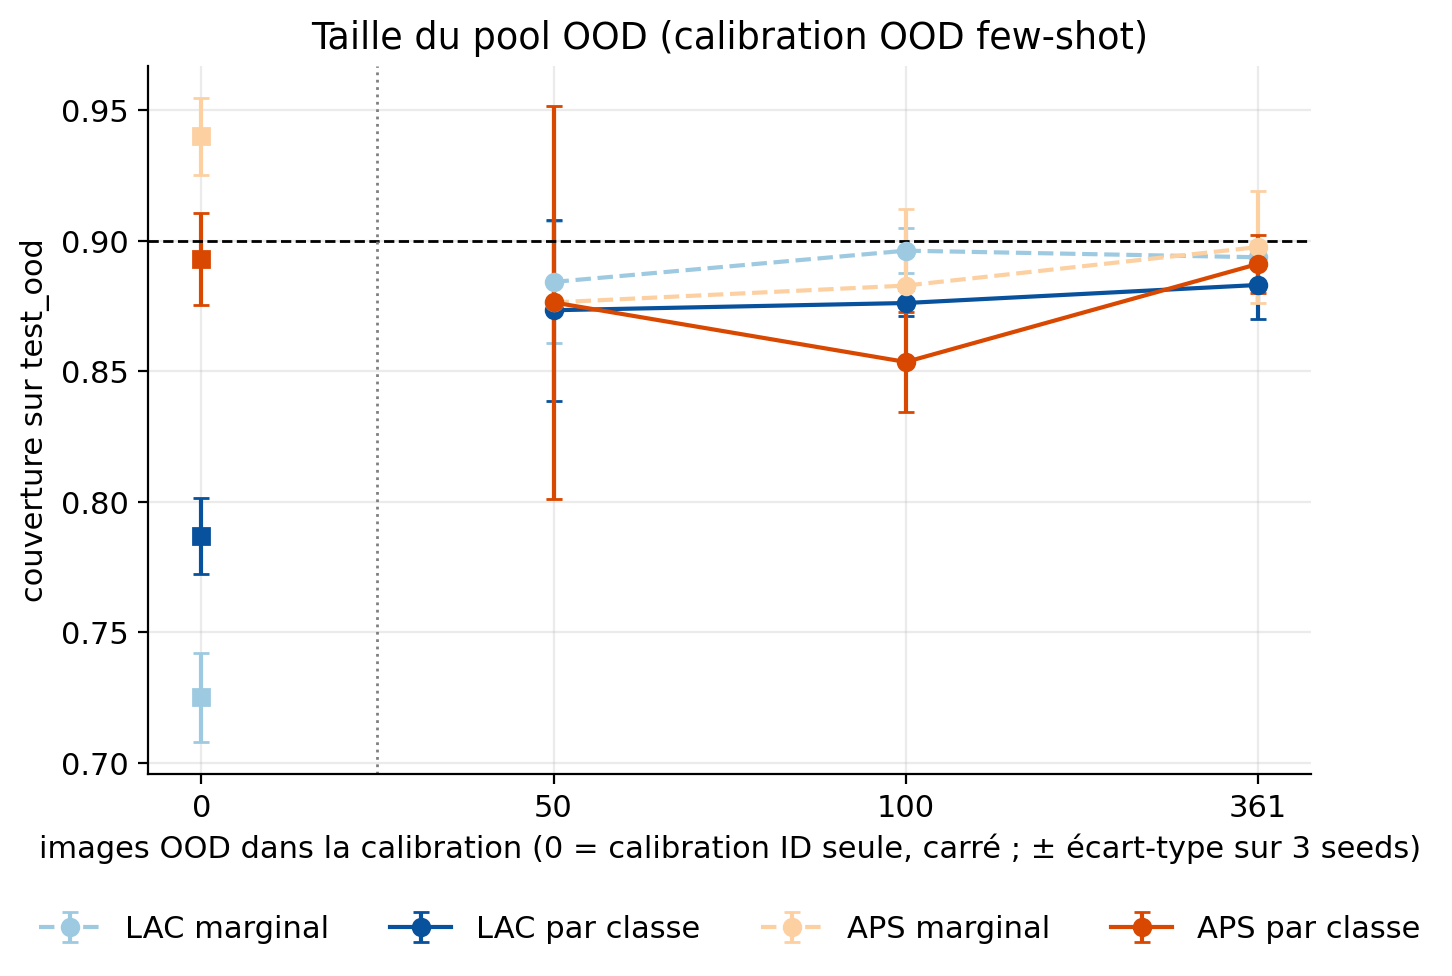 Taille du pool OOD (calibration OOD few-shot)
couverture sur test_ood
0.95
0.90
0.85
0.80
0.75
0.70
0 50 100 361
images OOD dans la calibration (0 = calibration ID seule, carré ; ± écart-type sur 3 seeds)
LAC marginal LAC par classe APS marginal APS par classe